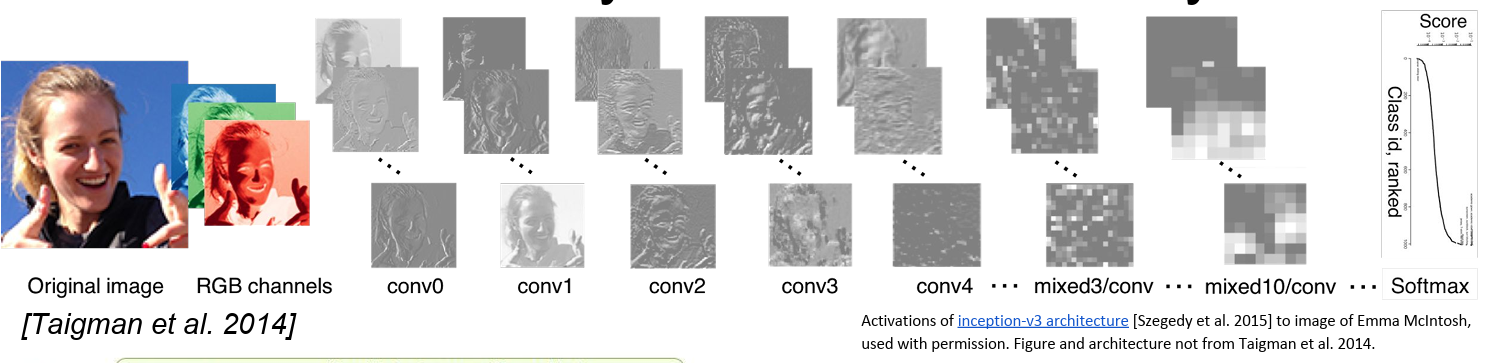 Score
Class id, ranked
Original image RGB channels conv0 conv1 conv2 conv3 conv4 ··· mixed3/conv ··· mixed10/conv ··· Softmax
[Taigman et al. 2014]
Activations of inception-v3 architecture [Szegedy et al. 2015] to image of Emma McIntosh,
used with permission. Figure and architecture not from Taigman et al. 2014.